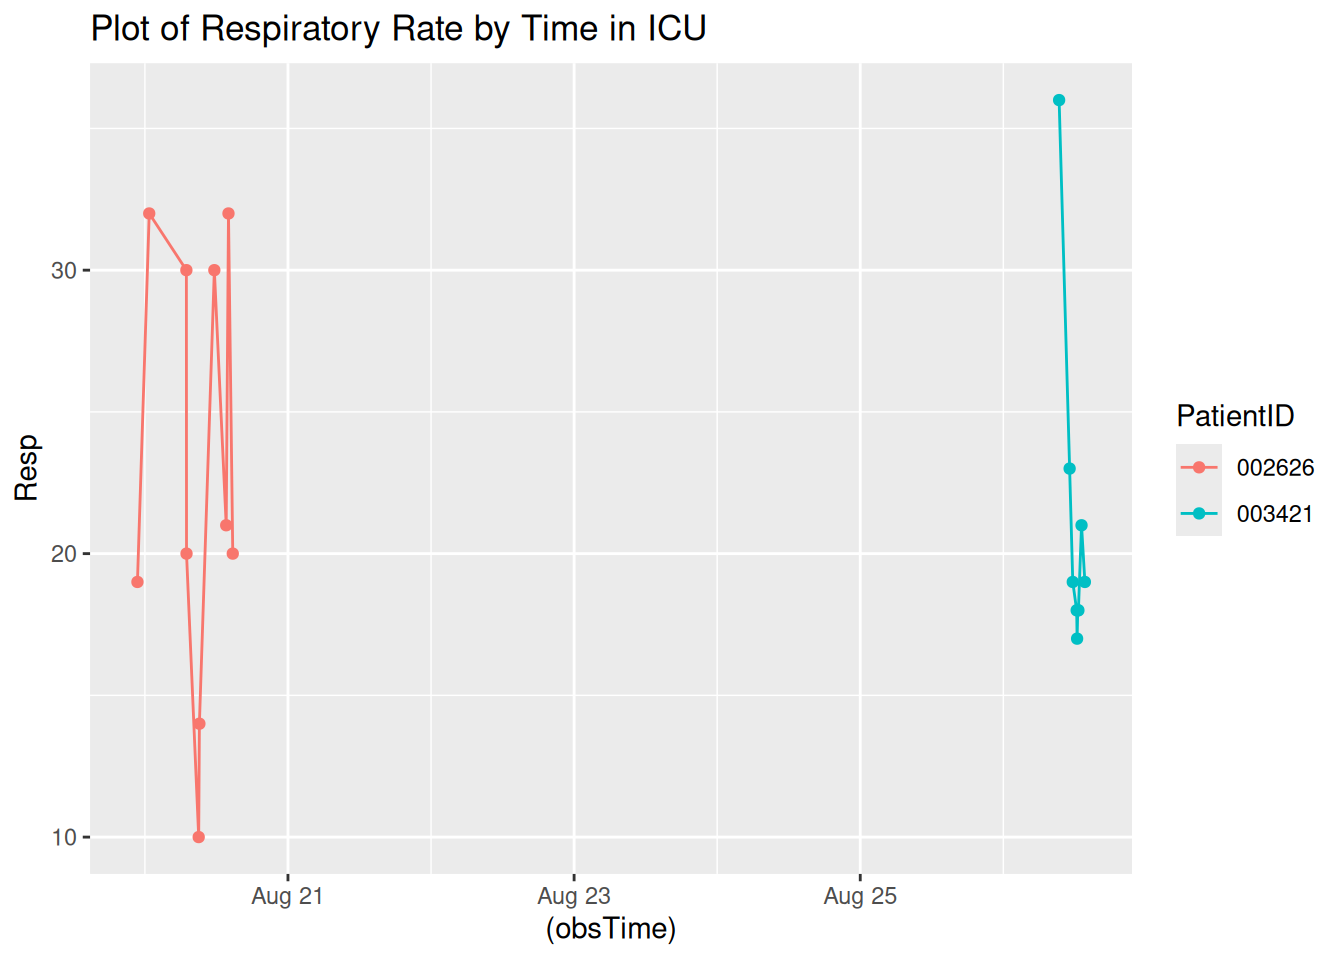 Plot of Respiratory Rate by Time in ICU
Resp
30
20
10
Aug 21 Aug 23 Aug 25
(obsTime)
PatientID
002626
003421